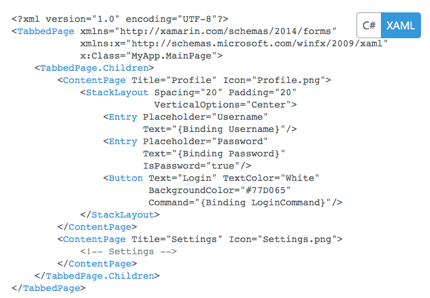 C# XAML
<?xml version="1.0" encoding="UTF-8"?>
<TabbedPage xmlns="http://xamarin.com/schemas/2014/forms"
            xmlns:x="http://schemas.microsoft.com/winfx/2009/xaml"
            x:Class="MyApp.MainPage">
    <TabbedPage.Children>
        <ContentPage Title="Profile" Icon="Profile.png">
            <StackLayout Spacing="20" Padding="20"
                         VerticalOptions="Center">
                <Entry Placeholder="Username"
                       Text="{Binding Username}"/>
                <Entry Placeholder="Password"
                       Text="{Binding Password}"
                       IsPassword="true"/>
                <Button Text="Login" TextColor="White"
                        BackgroundColor="#77D065"
                        Command="{Binding LoginCommand}"/>
            </StackLayout>
        </ContentPage>
        <ContentPage Title="Settings" Icon="Settings.png">
            <!-- Settings -->
        </ContentPage>
    </TabbedPage.Children>
</TabbedPage>